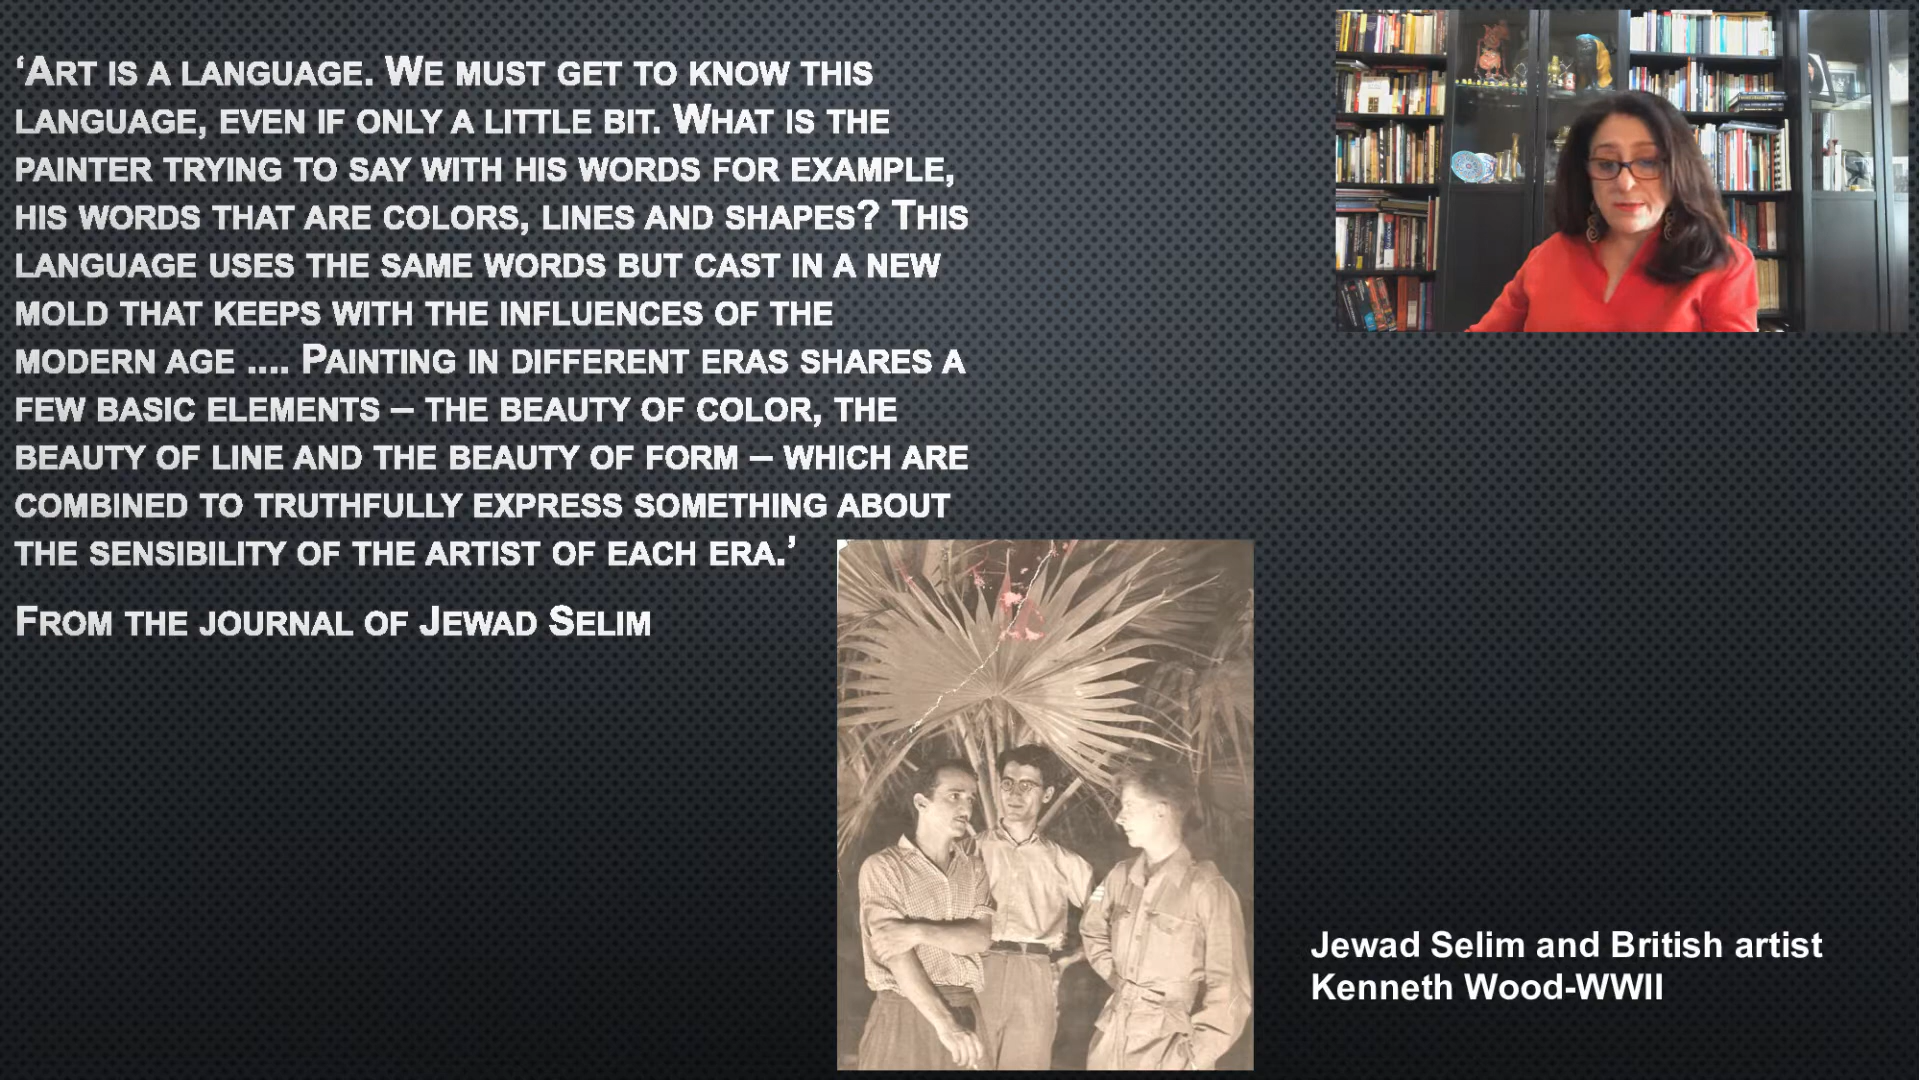 ‘Art is a language. We must get to know this
language, even if only a little bit. What is the
painter trying to say with his words for example,
his words that are colors, lines and shapes? This
language uses the same words but cast in a new
mold that keeps with the influences of the
modern age .... Painting in different eras shares a
few basic elements – the beauty of color, the
beauty of line and the beauty of form – which are
combined to truthfully express something about
the sensibility of the artist of each era.’
From the journal of Jewad Selim
Jewad Selim and British artist
Kenneth Wood-WWII